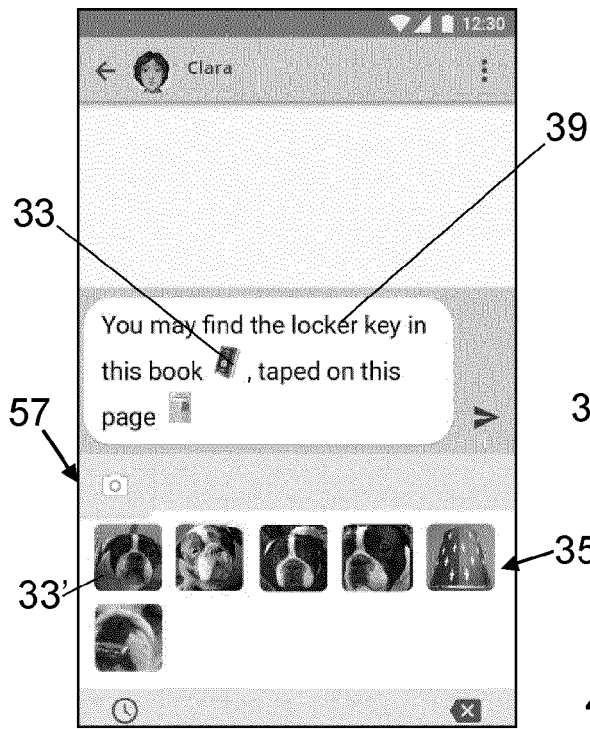 12:30
Clara
39
33
You may find the locker key in
this book , taped on this
page
57
3
35
33'
4